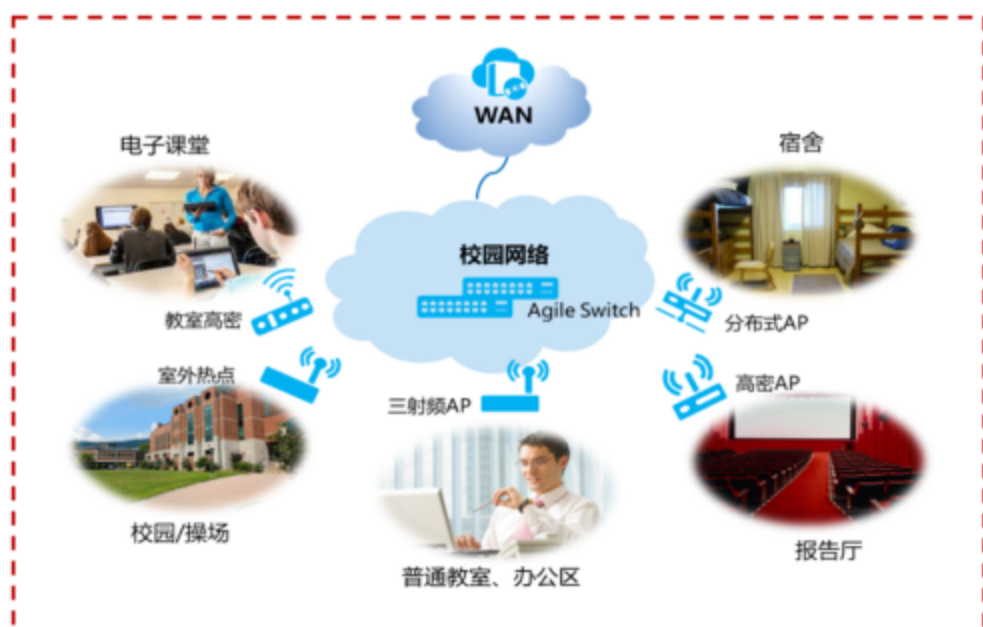 WAN
电子课堂
宿舍
校园网络
Agile Switch
教室高密
分布式AP
室外热点
三射频AP
高密AP
校园/操场
普通教室、办公区
报告厅